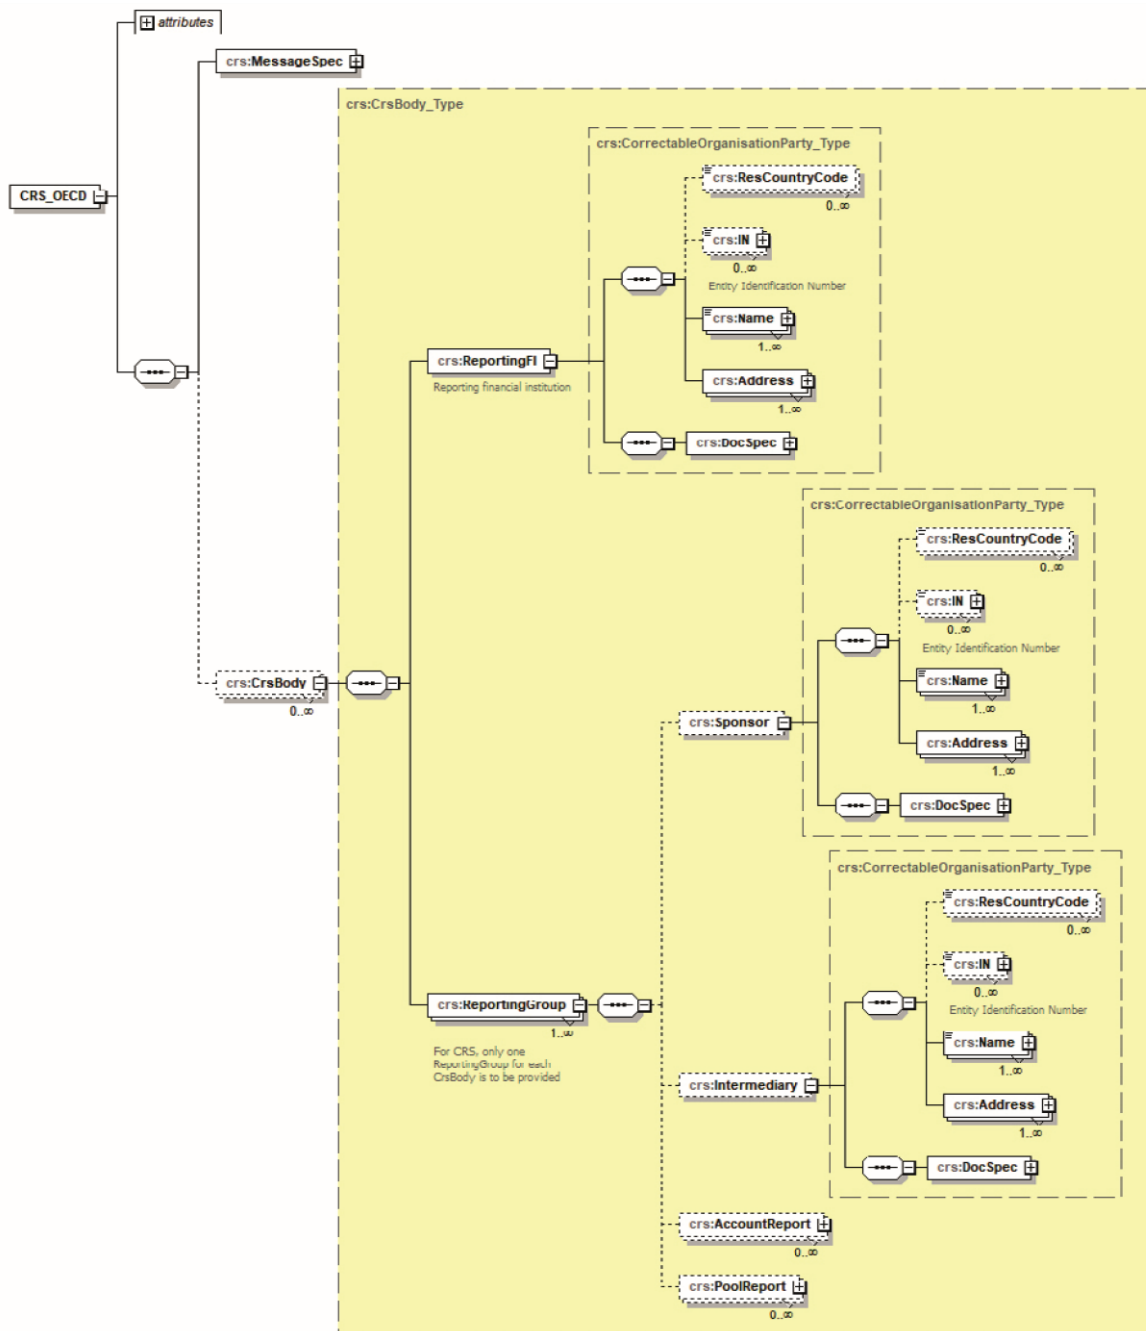 attributes
crs:MessageSpec
crs:CrsBody_Type
crs:CorrectableOrganisationParty_Type
crs:ResCountryCode
0..∞
CRS_OECD
crs:IN
0..∞
Entity Identification Number
crs:Name
1..∞
crs:ReportingFI
Reporting financial institution
crs:Address
1..∞
crs:DocSpec
crs:CorrectableOrganisationParty_Type
crs:ResCountryCode
0..∞
crs:IN
0..∞
Entity Identification Number
crs:CrsBody
0..∞
crs:Name
1..∞
crs:Sponsor
crs:Address
1..∞
crs:DocSpec
crs:CorrectableOrganisationParty_Type
crs:ResCountryCode
0..∞
crs:IN
0..∞
Entity Identification Number
crs:ReportingGroup
1..∞
For CRS, only one
ReportingGroup for each
CrsBody is to be provided
crs:Name
1..∞
crs:Intermediary
crs:Address
1..∞
crs:DocSpec
crs:AccountReport
0..∞
crs:PoolReport
0..∞